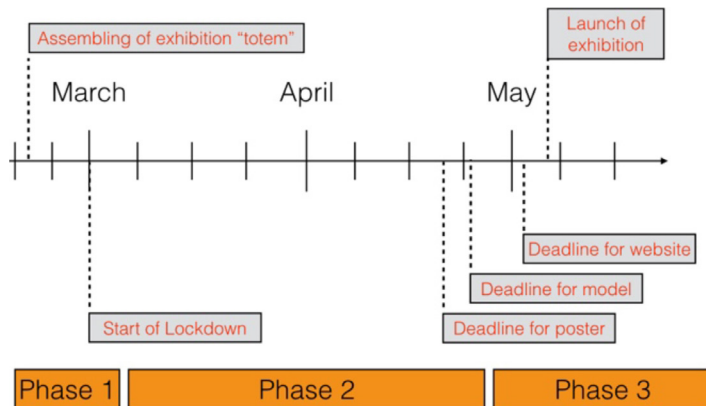 Assembling of exhibition “totem”
Launch of
exhibition
March
April
May
Deadline for website
Deadline for model
Start of Lockdown
Deadline for poster
Phase 1
Phase 2
Phase 3